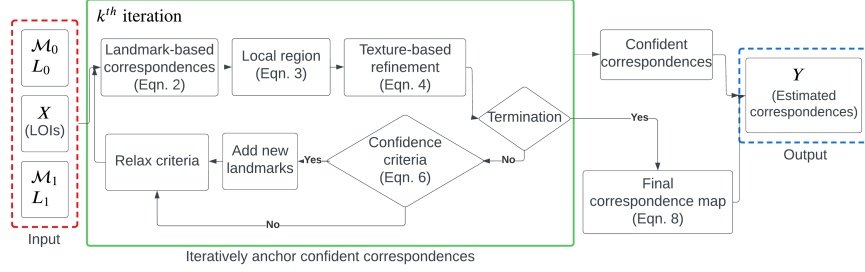 k^th iteration
M_0
L_0
X
(LOIs)
M_1
L_1
Input
Landmark-based
correspondences
(Eqn. 2)
Local region
(Eqn. 3)
Texture-based
refinement
(Eqn. 4)
Termination
Confidence
criteria
(Eqn. 6)
Add new
landmarks
Relax criteria
Yes
No
No
Yes
Iteratively anchor confident correspondences
Confident
correspondences
Final
correspondence map
(Eqn. 8)
Y
(Estimated
correspondences)
Output